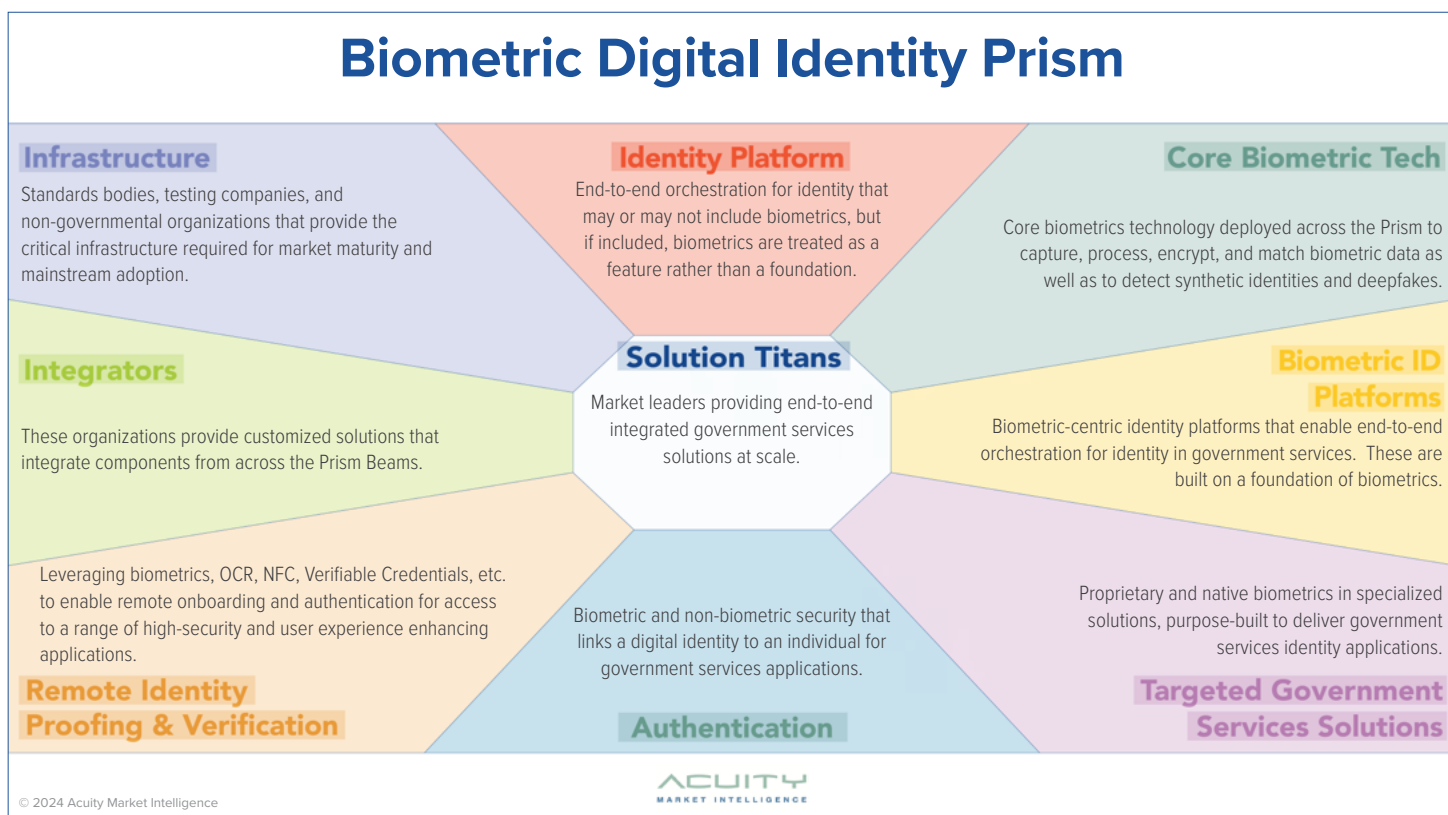 Biometric Digital Identity Prism
Infrastructure
Standards bodies, testing companies, and
non-governmental organizations that provide the
critical infrastructure required for market maturity and
mainstream adoption.
Identity Platform
End-to-end orchestration for identity that
may or may not include biometrics, but
if included, biometrics are treated as a
feature rather than a foundation.
Core Biometric Tech
Core biometrics technology deployed across the Prism to
capture, process, encrypt, and match biometric data as
well as to detect synthetic identities and deepfakes.
Integrators
These organizations provide customized solutions that
integrate components from across the Prism Beams.
Solution Titans
Market leaders providing end-to-end
integrated government services
solutions at scale.
Biometric ID
Platforms
Biometric-centric identity platforms that enable end-to-end
orchestration for identity in government services. These are
built on a foundation of biometrics.
Leveraging biometrics, OCR, NFC, Verifiable Credentials, etc.
to enable remote onboarding and authentication for access
to a range of high-security and user experience enhancing
applications.
Remote Identity
Proofing & Verification
Biometric and non-biometric security that
links a digital identity to an individual for
government services applications.
Authentication
Proprietary and native biometrics in specialized
solutions, purpose-built to deliver government
services identity applications.
Targeted Government
Services Solutions
ACUITY
MARKET INTELLIGENCE
© 2024 Acuity Market Intelligence